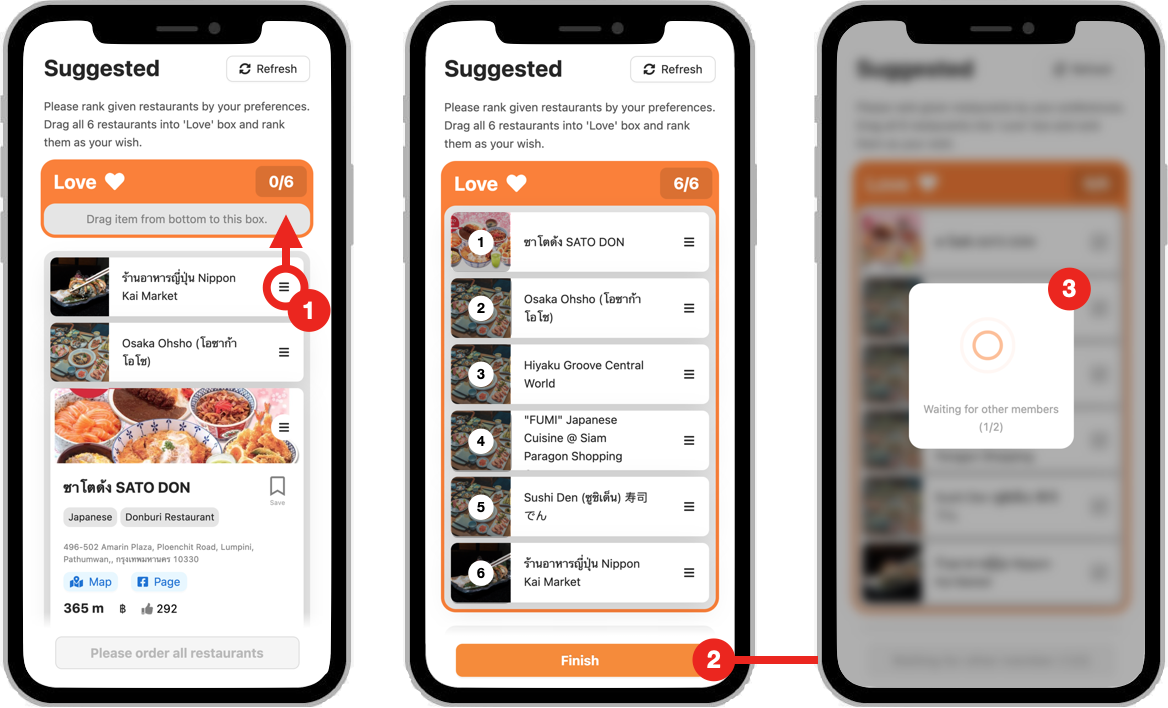 Suggested
Refresh
Please rank given restaurants by your preferences.
Drag all 6 restaurants into 'Love' box and rank
them as your wish.
Love
0/6
Drag item from bottom to this box.
ร้านอาหารญี่ปุ่น Nippon
Kai Market
1
Osaka Ohsho (โอซาก้า
โอโช)
ซาโตด้ง SATO DON
Save
Japanese
Donburi Restaurant
496-502 Amarin Plaza, Ploenchit Road, Lumpini,
Pathumwan,, กรุงเทพมหานคร 10330
Map
Page
365 m
฿
292
Please order all restaurants
Suggested
Refresh
Please rank given restaurants by your preferences.
Drag all 6 restaurants into 'Love' box and rank
them as your wish.
Love
6/6
1
ซาโตด้ง SATO DON
2
Osaka Ohsho (โอซาก้า
โอโช)
3
Hiyaku Groove Central
World
4
"FUMI" Japanese
Cuisine @ Siam
Paragon Shopping
5
Sushi Den (ซูชิเด็น) 寿司
でん
6
ร้านอาหารญี่ปุ่น Nippon
Kai Market
Finish
2
Suggested
3
Waiting for other members
(1/2)